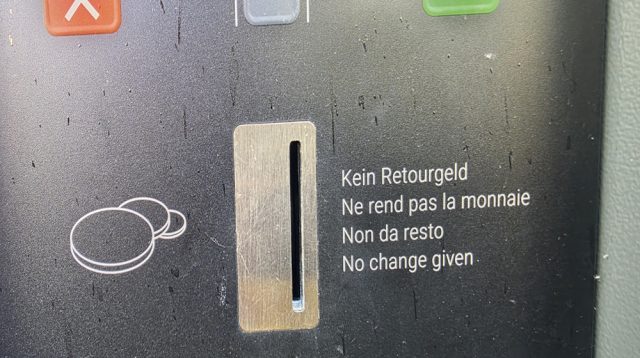 Kein Retourgeld
Ne rend pas la monnaie
Non da resto
No change given